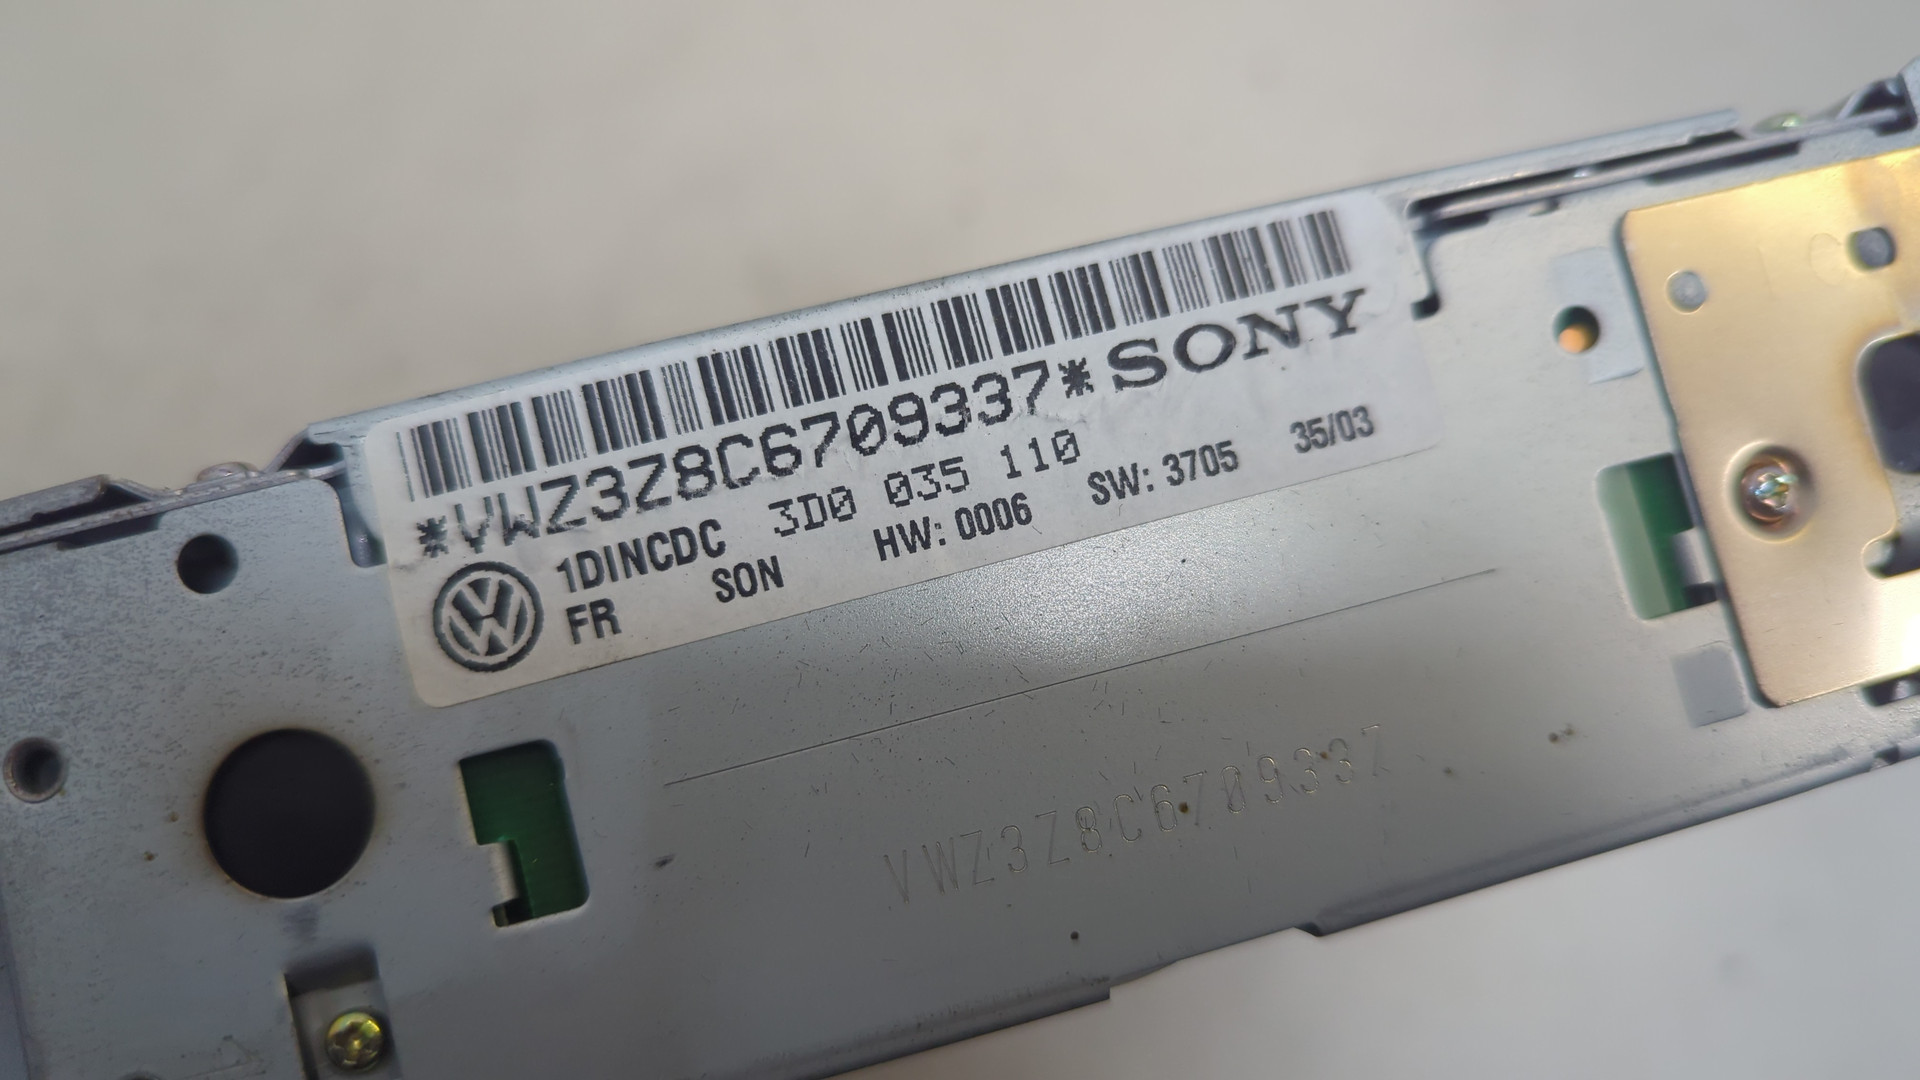 *VWZ3Z8C6709337* SONY
1DINCDC 3D0 035 110
FR SON HW: 0006 SW: 3705 35/03
VWZ3Z8C6709337